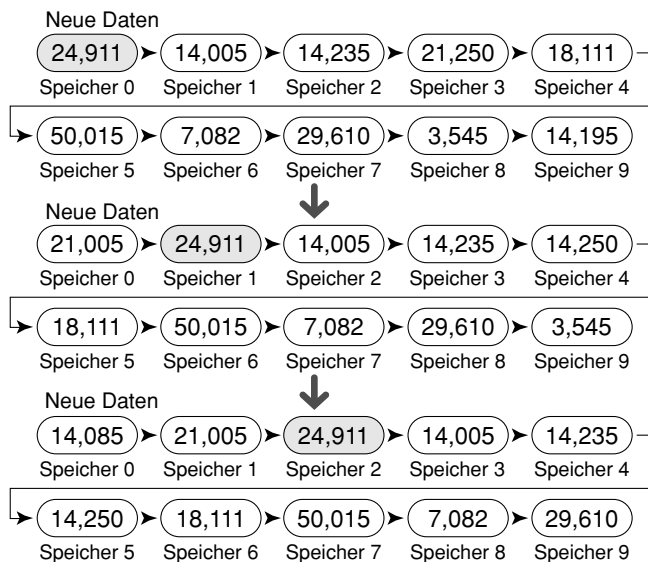 Neue Daten
24,911 14,005 14,235 21,250 18,111
Speicher 0 Speicher 1 Speicher 2 Speicher 3 Speicher 4
50,015 7,082 29,610 3,545 14,195
Speicher 5 Speicher 6 Speicher 7 Speicher 8 Speicher 9
Neue Daten
21,005 24,911 14,005 14,235 14,250
Speicher 0 Speicher 1 Speicher 2 Speicher 3 Speicher 4
18,111 50,015 7,082 29,610 3,545
Speicher 5 Speicher 6 Speicher 7 Speicher 8 Speicher 9
Neue Daten
14,085 21,005 24,911 14,005 14,235
Speicher 0 Speicher 1 Speicher 2 Speicher 3 Speicher 4
14,250 18,111 50,015 7,082 29,610
Speicher 5 Speicher 6 Speicher 7 Speicher 8 Speicher 9